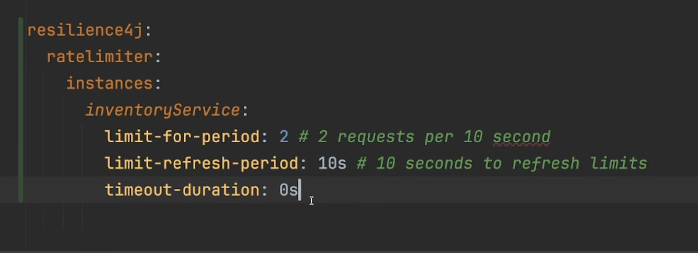 resilience4j:
ratelimiter:
instances:
inventoryService:
limit-for-period: 2 # 2 requests per 10 second
limit-refresh-period: 10s # 10 seconds to refresh limits
timeout-duration: 0s